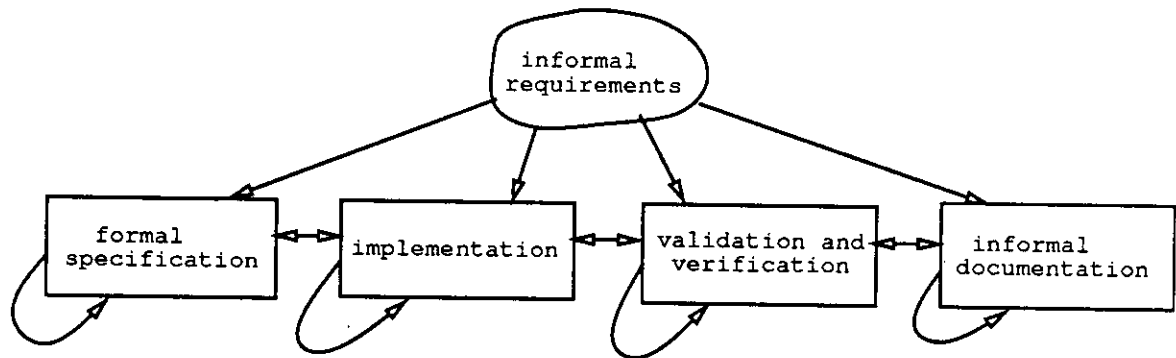 informal
requirements
formal
specification
implementation
validation and
verification
informal
documentation